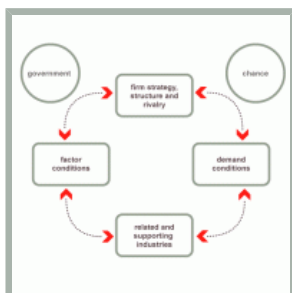 government
chance
firm strategy,
structure and
rivalry
factor
conditions
demand
conditions
related and
supporting
industries